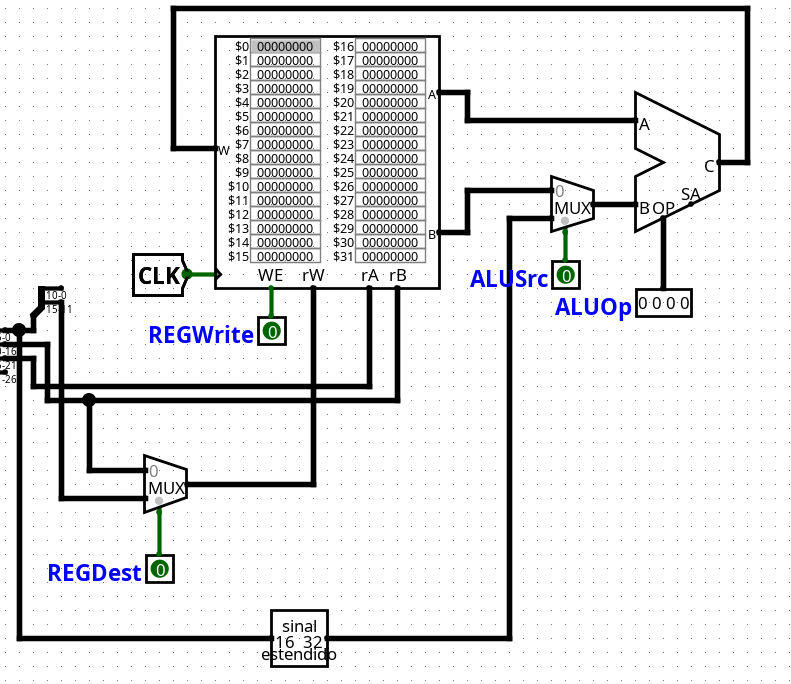 $0 00000000 $16 00000000
$1 00000000 $17 00000000
$2 00000000 $18 00000000
$3 00000000 $19 00000000
$4 00000000 $20 00000000
$5 00000000 $21 00000000
$6 00000000 $22 00000000
$7 00000000 $23 00000000
$8 00000000 $24 00000000
$9 00000000 $25 00000000
$10 00000000 $26 00000000
$11 00000000 $27 00000000
$12 00000000 $28 00000000
$13 00000000 $29 00000000
$14 00000000 $30 00000000
$15 00000000 $31 00000000
W
A
B
WE rW rA rB
CLK
REGWrite 0
A
B OP SA
C
0
MUX
ALUSrc 0
ALUOp 0 0 0 0
10-0
15-11
-0
-16
-21
-26
0
MUX
REGDest 0
sinal
16 32
estendido